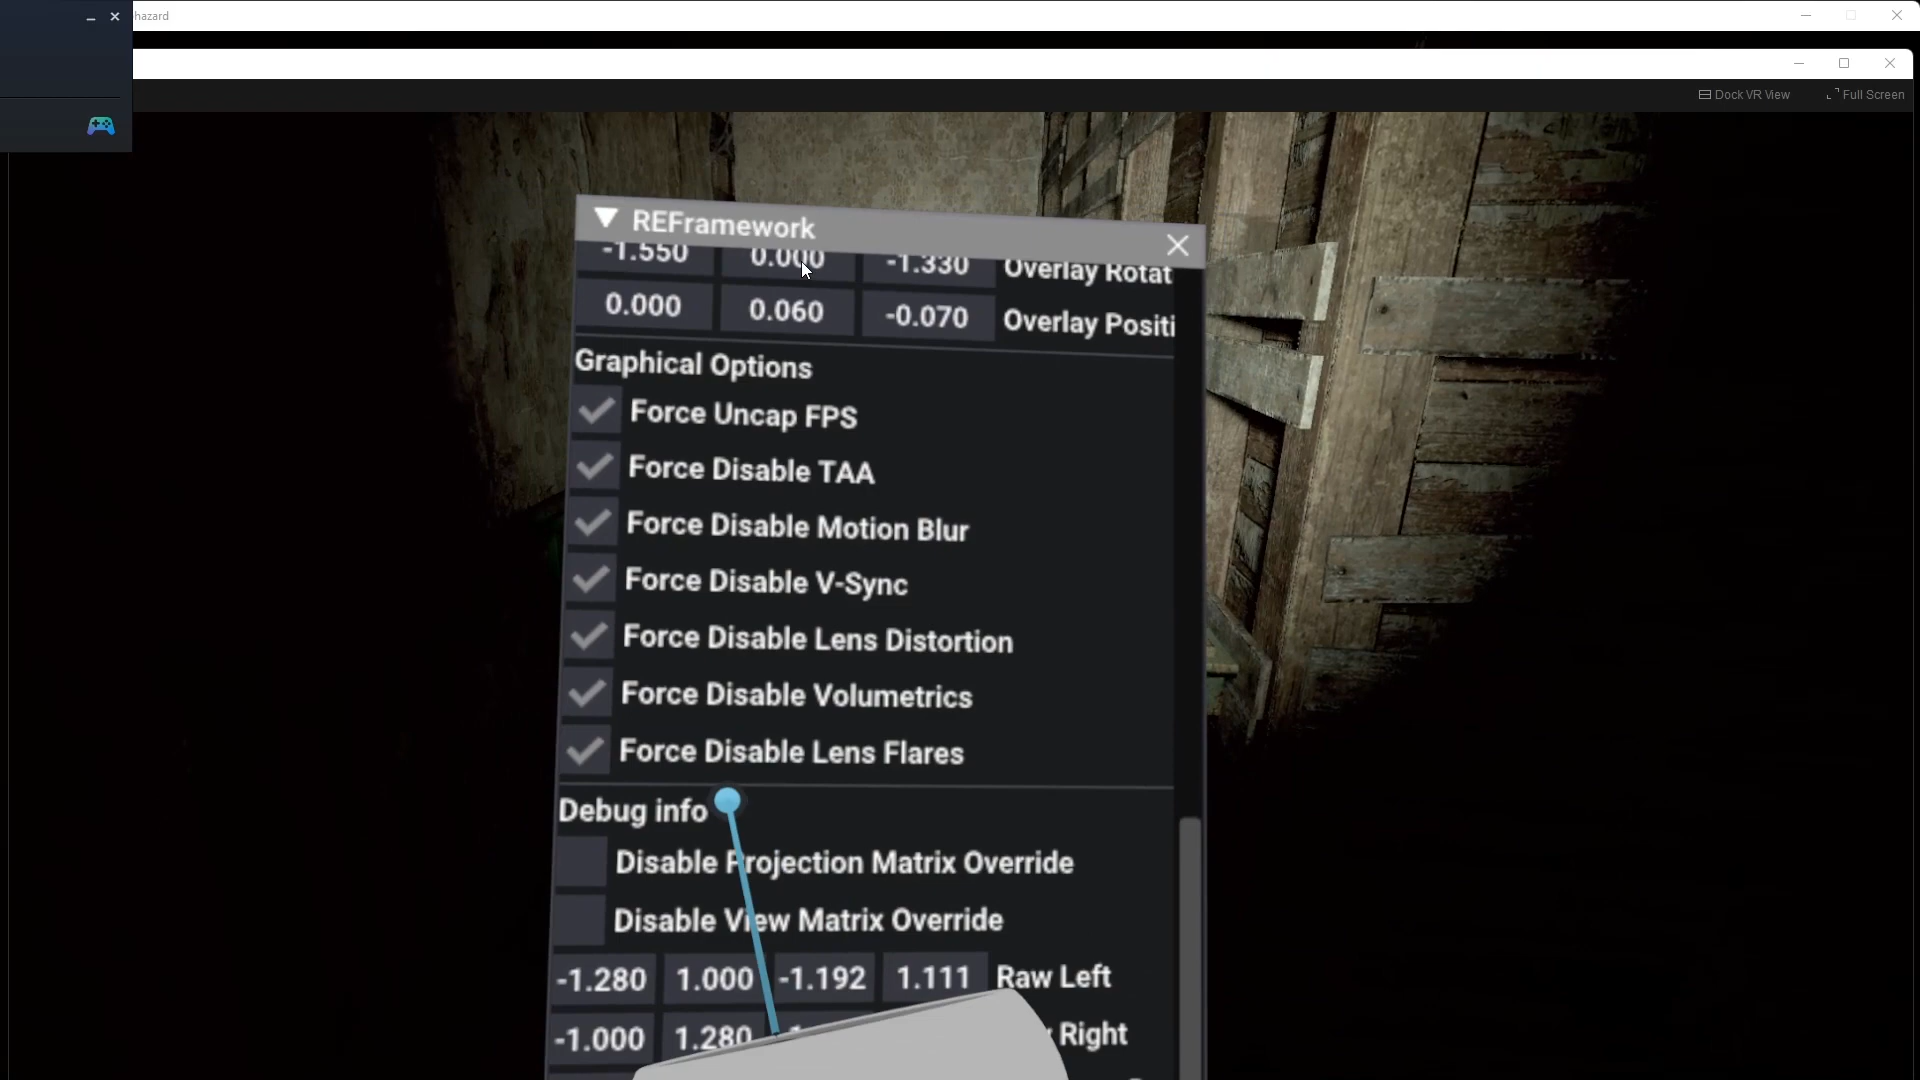 hazard
Dock VR View
Full Screen
REFramework
-1.550 0.000 -1.330 Overlay Rotat
0.000 0.060 -0.070 Overlay Positi
Graphical Options
Force Uncap FPS
Force Disable TAA
Force Disable Motion Blur
Force Disable V-Sync
Force Disable Lens Distortion
Force Disable Volumetrics
Force Disable Lens Flares
Debug info
Disable Projection Matrix Override
Disable View Matrix Override
-1.280 1.000 -1.192 1.111 Raw Left
-1.000 1.280 Right